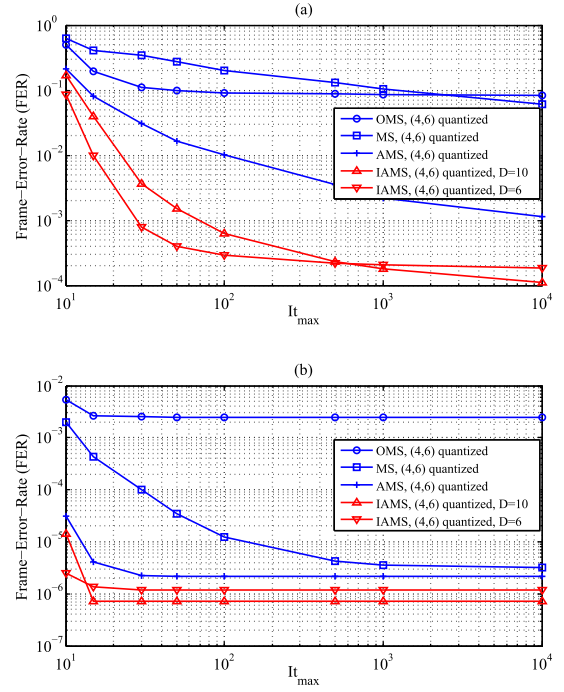 (a)
10^0
10^-1
10^-2
10^-3
10^-4
Frame−Error−Rate (FER)
OMS, (4,6) quantized
MS, (4,6) quantized
AMS, (4,6) quantized
IAMS, (4,6) quantized, D=10
IAMS, (4,6) quantized, D=6
10^1 10^2 10^3 10^4
It_max
(b)
10^-2
10^-3
10^-4
10^-5
10^-6
10^-7
Frame−Error−Rate (FER)
OMS, (4,6) quantized
MS, (4,6) quantized
AMS, (4,6) quantized
IAMS, (4,6) quantized, D=10
IAMS, (4,6) quantized, D=6
10^1 10^2 10^3 10^4
It_max